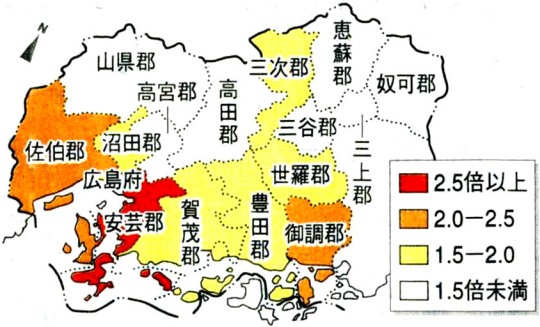 N
山県郡
高宮郡
高田郡
三次郡
恵蘇郡
奴可郡
佐伯郡
沼田郡
三谷郡
三上郡
広島府
世羅郡
安芸郡
賀茂郡
豊田郡
御調郡
2.5倍以上
2.0－2.5
1.5－2.0
1.5倍未満